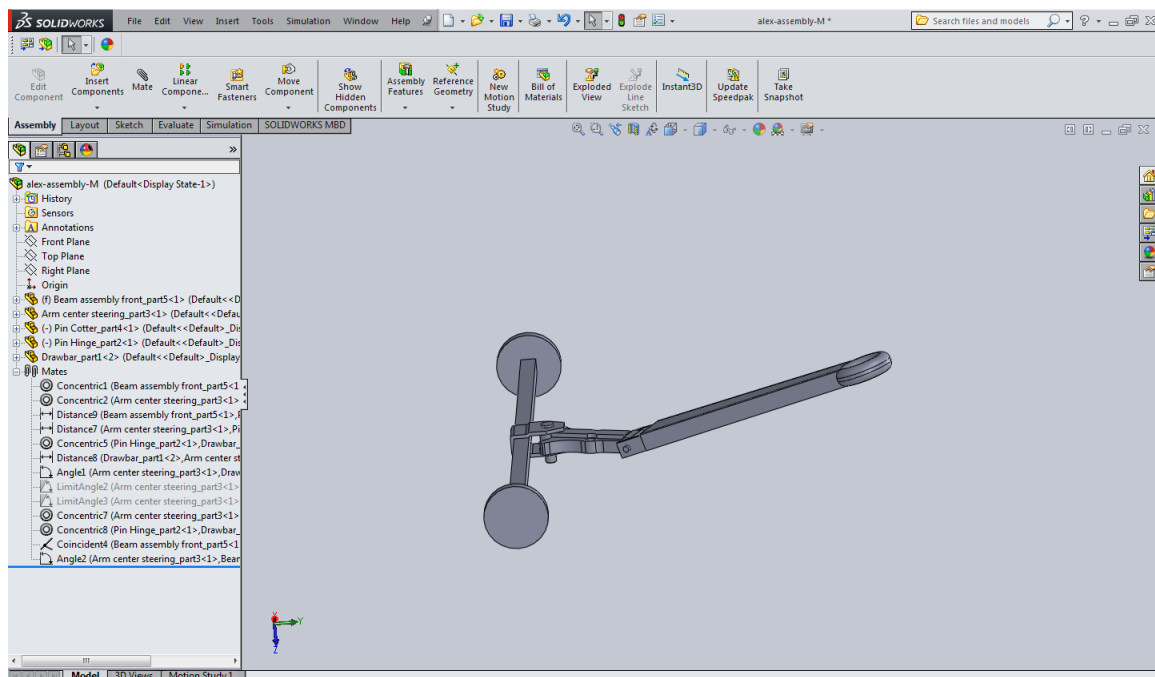 SOLIDWORKS File Edit View Insert Tools Simulation Window Help alex-assembly-M * Search files and models
Edit Component
Insert Components
Mate
Linear Compone...
Smart Fasteners
Move Component
Show Hidden Components
Assembly Features
Reference Geometry
New Motion Study
Bill of Materials
Exploded View
Explode Line Sketch
Instant3D
Update Speedpak
Take Snapshot
Assembly Layout Sketch Evaluate Simulation SOLIDWORKS MBD
alex-assembly-M (Default<Display State-1>)
History
Sensors
Annotations
Front Plane
Top Plane
Right Plane
Origin
(f) Beam assembly front_part5<1> (Default<<D
Arm center steering_part3<1> (Default<<Defau
(-) Pin Cotter_part4<1> (Default<<Default>_Dis
(-) Pin Hinge_part2<1> (Default<<Default>_Dis
Drawbar_part1<2> (Default<<Default>_Display
Mates
Concentric1 (Beam assembly front_part5<1
Concentric2 (Arm center steering_part3<1>
Distance9 (Beam assembly front_part5<1>,
Distance7 (Arm center steering_part3<1>,Pi
Concentric5 (Pin Hinge_part2<1>,Drawbar_
Distance8 (Drawbar_part1<2>,Arm center st
Angle1 (Arm center steering_part3<1>,Draw
LimitAngle2 (Arm center steering_part3<1>
LimitAngle3 (Arm center steering_part3<1>
Concentric7 (Arm center steering_part3<1>
Concentric8 (Pin Hinge_part2<1>,Drawbar_
Coincident4 (Beam assembly front_part5<1
Angle2 (Arm center steering_part3<1>,Bear
X
Y
Z
Model 3D Views Motion Study 1